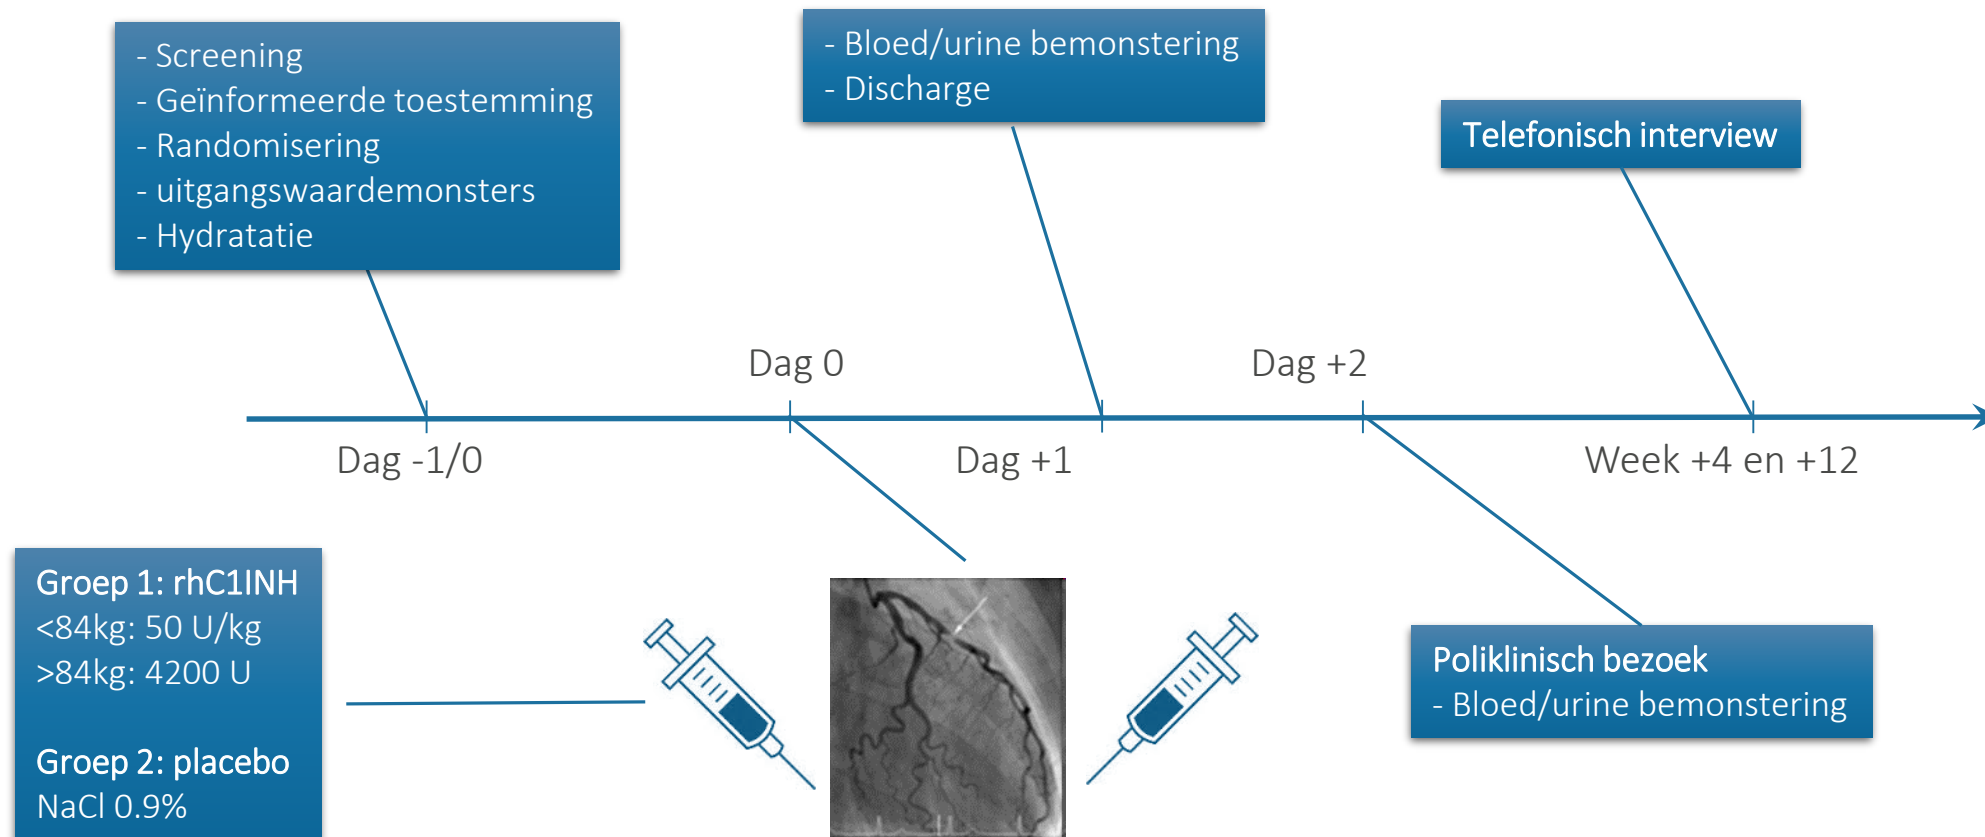 - Screening
- Geïnformeerde toestemming
- Randomisering
- uitgangswaardemonsters
- Hydratatie
- Bloed/urine bemonstering
- Discharge
Telefonisch interview
Dag 0
Dag +2
Dag -1/0
Dag +1
Week +4 en +12
Groep 1: rhC1INH
<84kg: 50 U/kg
>84kg: 4200 U
Groep 2: placebo
NaCl 0.9%
Poliklinisch bezoek
- Bloed/urine bemonstering